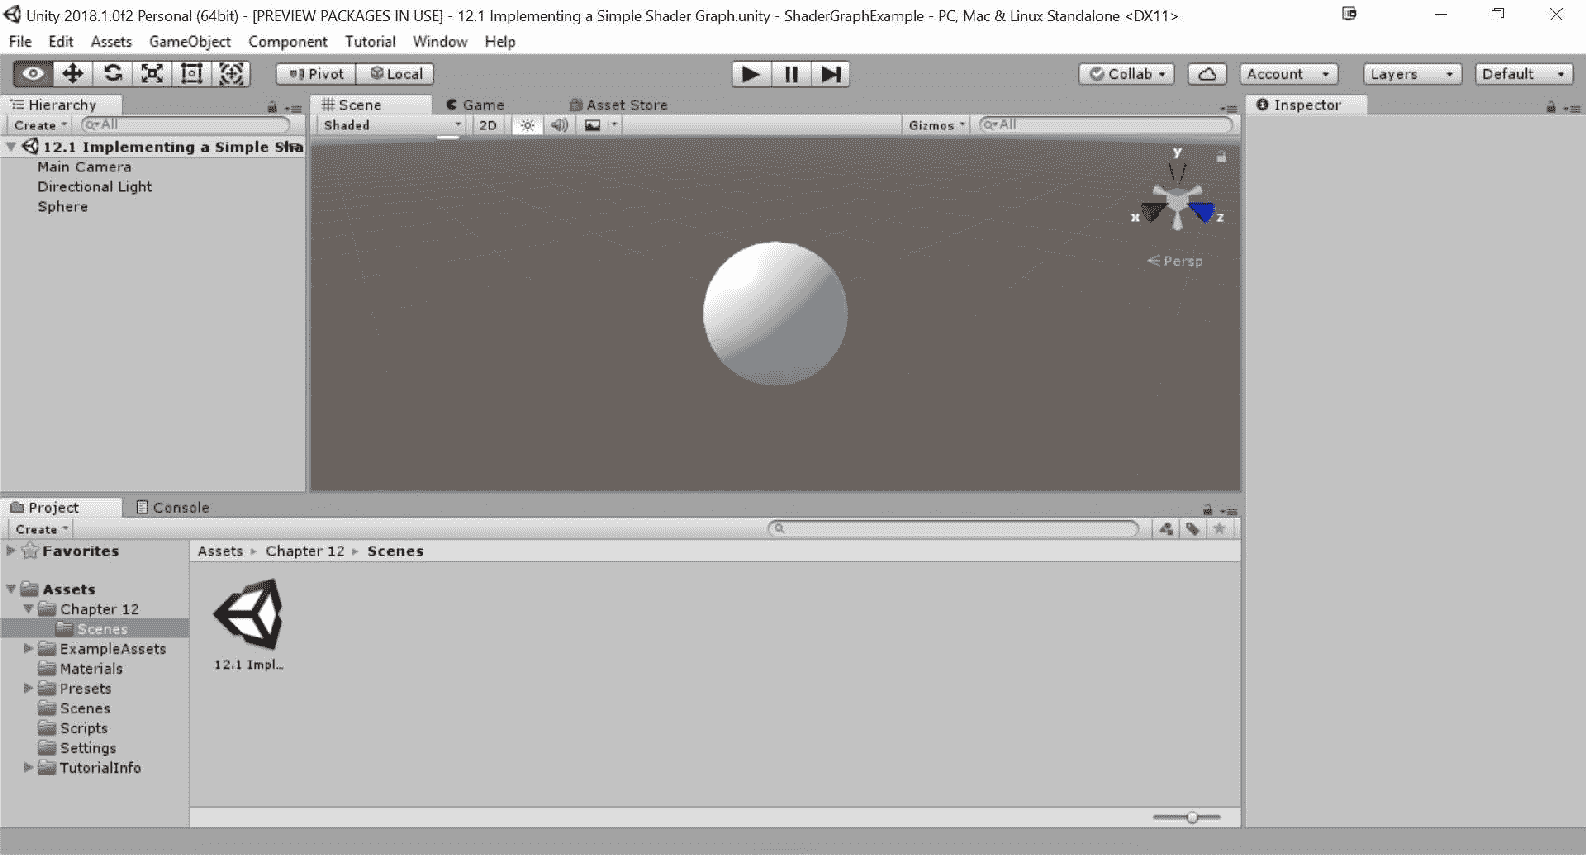 Unity 2018.1.0f2 Personal (64bit) - [PREVIEW PACKAGES IN USE] - 12.1 Implementing a Simple Shader Graph.unity - ShaderGraphExample - PC, Mac & Linux Standalone <DX11>
File Edit Assets GameObject Component Tutorial Window Help
Pivot Local Collab Account Layers Default
Hierarchy
Create All
12.1 Implementing a Simple Sha
Main Camera
Directional Light
Sphere
Scene Game Asset Store
Shaded 2D Gizmos All
y
x z
Persp
Inspector
Project Console
Create
Favorites
Assets
Chapter 12
Scenes
ExampleAssets
Materials
Presets
Scenes
Scripts
Settings
TutorialInfo
Assets Chapter 12 Scenes
12.1 Impl...